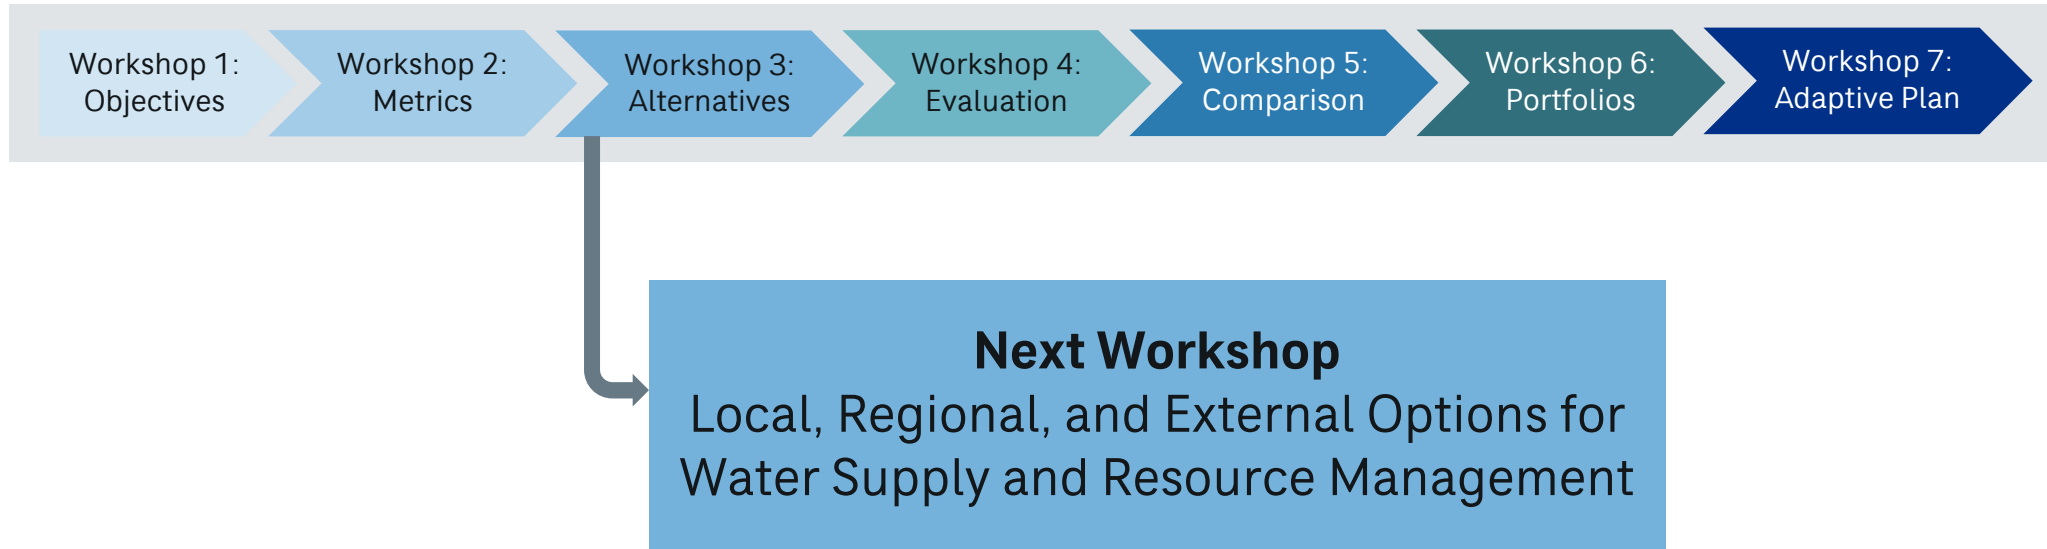 Workshop 1:
Objectives
Workshop 2:
Metrics
Workshop 3:
Alternatives
Workshop 4:
Evaluation
Workshop 5:
Comparison
Workshop 6:
Portfolios
Workshop 7:
Adaptive Plan
Next Workshop
Local, Regional, and External Options for
Water Supply and Resource Management